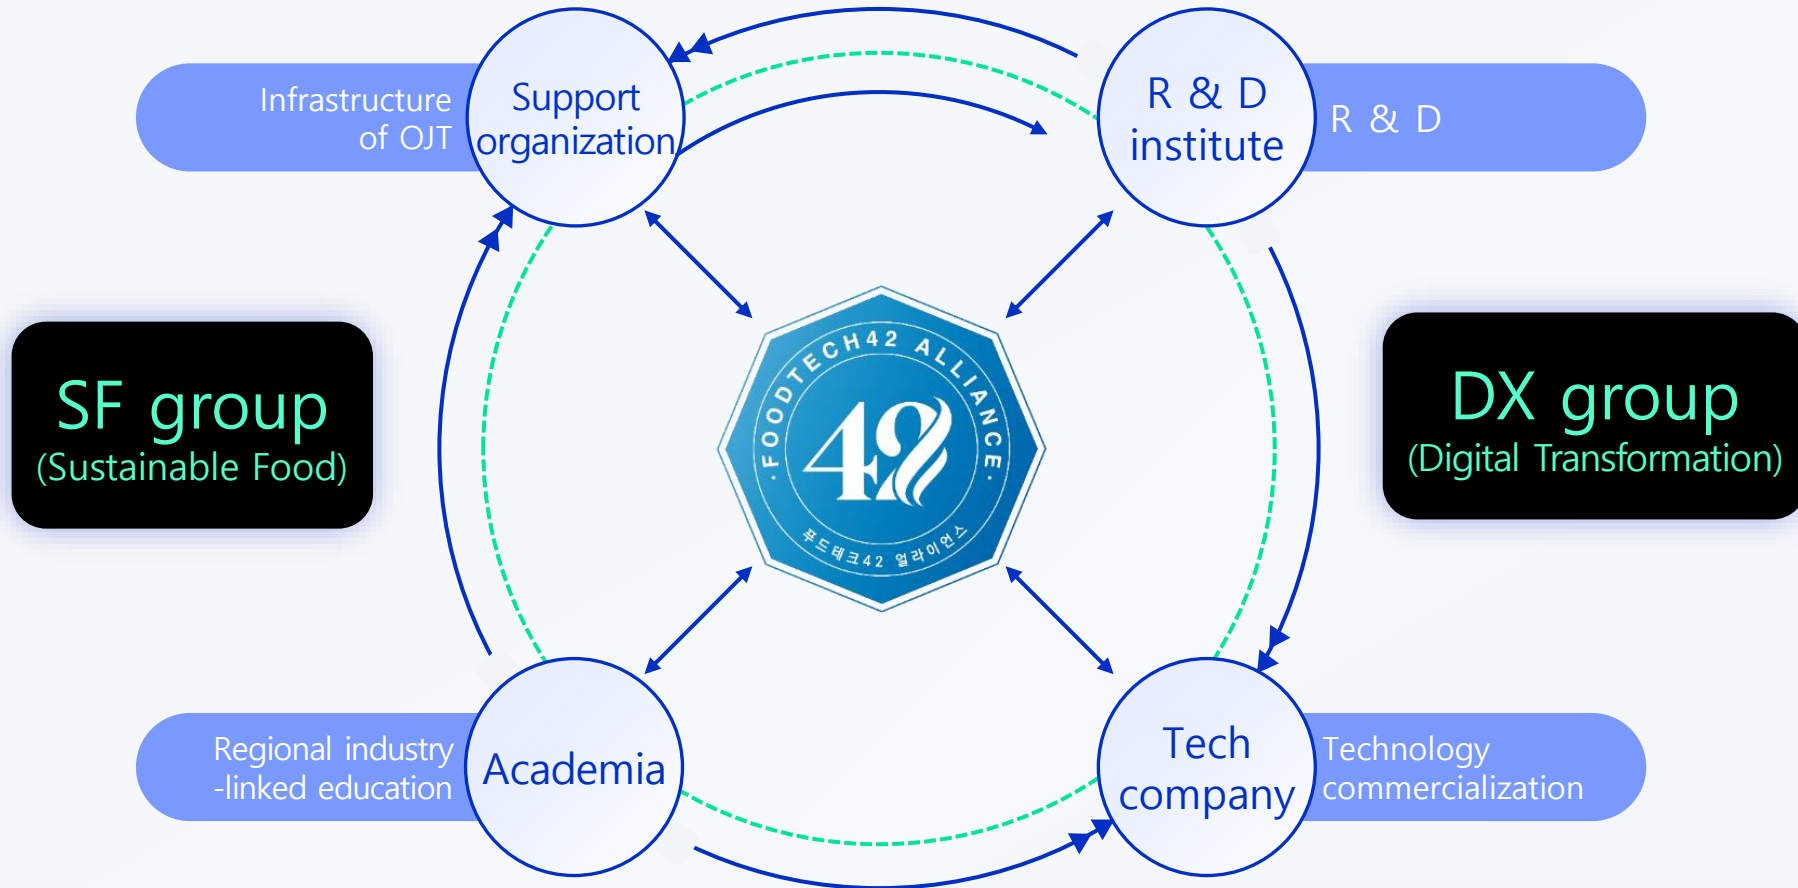 Infrastructure
of OJT
Support
organization
R & D
institute
R & D
SF group
(Sustainable Food)
·FOODTECH42 ALLIANCE·
42
푸드테크42 얼라이언스
DX group
(Digital Transformation)
Regional industry
-linked education
Academia
Tech
company
Technology
commercialization